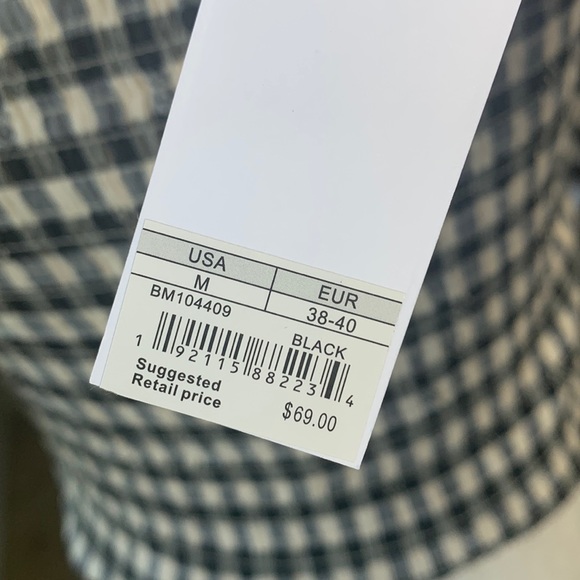 USA EUR
M 38-40
BM104409 BLACK
1 92115 88223 4
Suggested
Retail price $69.00